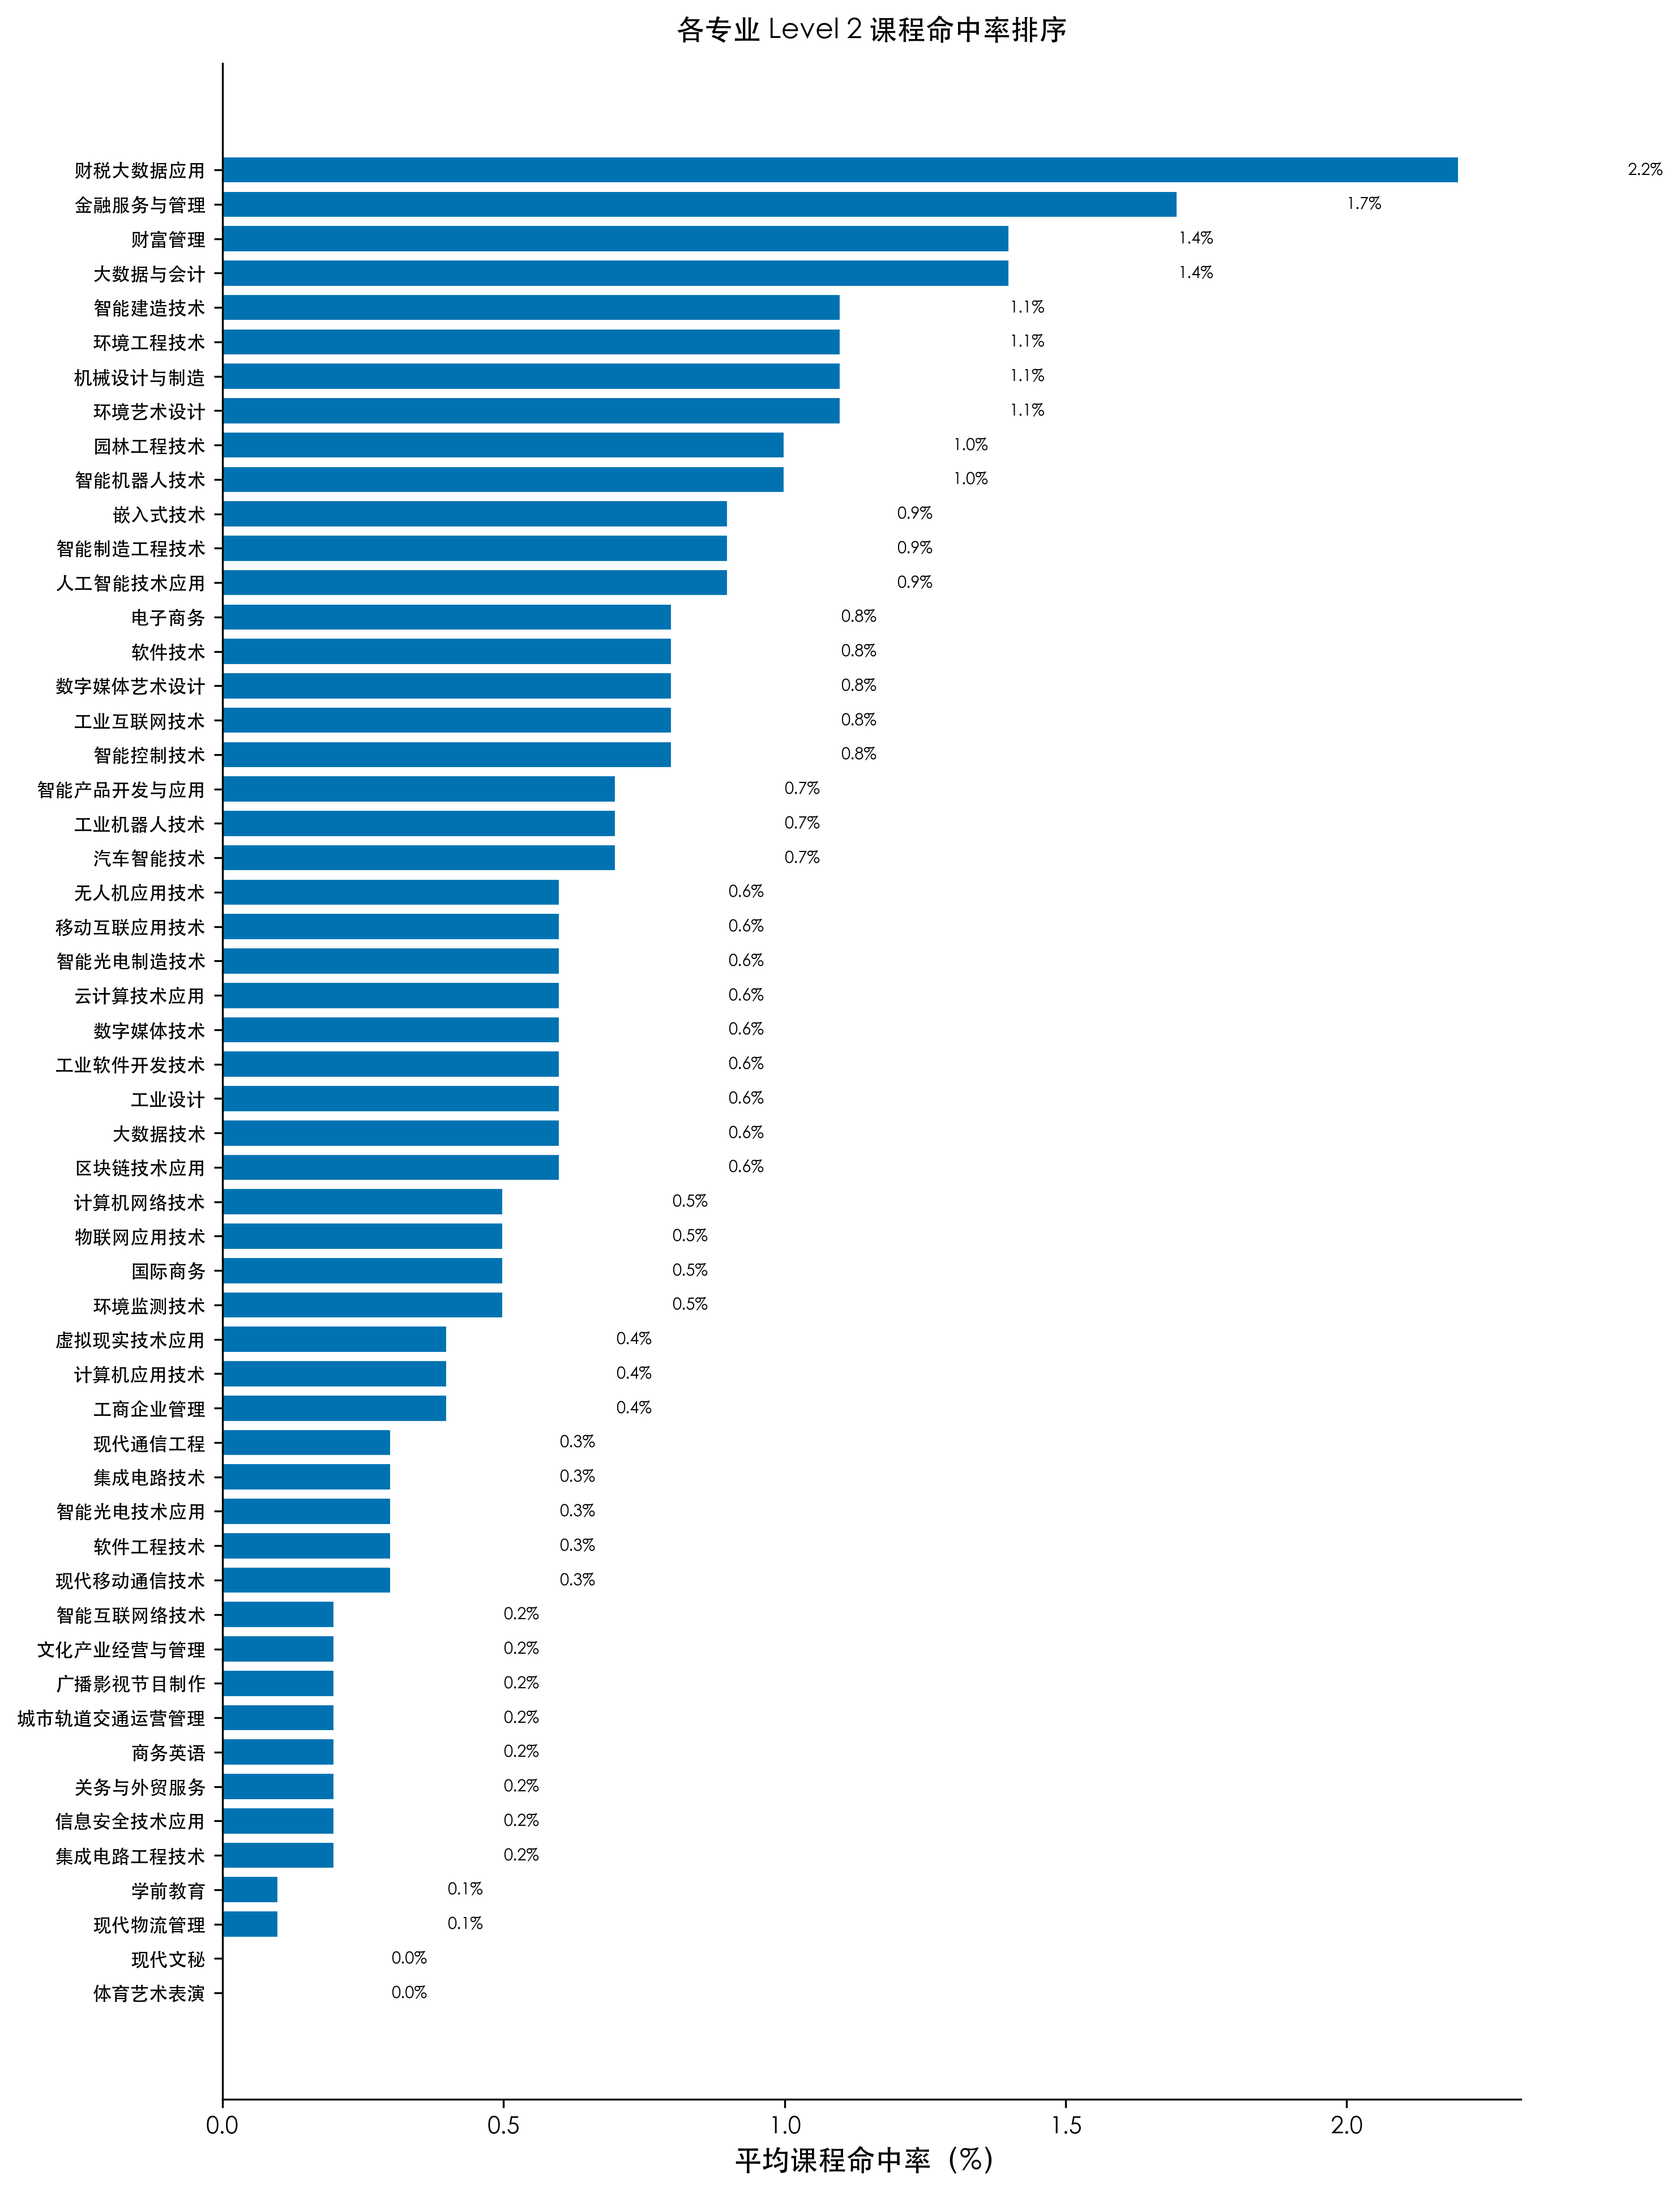 各专业 Level 2 课程命中率排序
财税大数据应用 2.2%
金融服务与管理 1.7%
财富管理 1.4%
大数据与会计 1.4%
智能建造技术 1.1%
环境工程技术 1.1%
机械设计与制造 1.1%
环境艺术设计 1.1%
园林工程技术 1.0%
智能机器人技术 1.0%
嵌入式技术 0.9%
智能制造工程技术 0.9%
人工智能技术应用 0.9%
电子商务 0.8%
软件技术 0.8%
数字媒体艺术设计 0.8%
工业互联网技术 0.8%
智能控制技术 0.8%
智能产品开发与应用 0.7%
工业机器人技术 0.7%
汽车智能技术 0.7%
无人机应用技术 0.6%
移动互联应用技术 0.6%
智能光电制造技术 0.6%
云计算技术应用 0.6%
数字媒体技术 0.6%
工业软件开发技术 0.6%
工业设计 0.6%
大数据技术 0.6%
区块链技术应用 0.6%
计算机网络技术 0.5%
物联网应用技术 0.5%
国际商务 0.5%
环境监测技术 0.5%
虚拟现实技术应用 0.4%
计算机应用技术 0.4%
工商企业管理 0.4%
现代通信工程 0.3%
集成电路技术 0.3%
智能光电技术应用 0.3%
软件工程技术 0.3%
现代移动通信技术 0.3%
智能互联网络技术 0.2%
文化产业经营与管理 0.2%
广播影视节目制作 0.2%
城市轨道交通运营管理 0.2%
商务英语 0.2%
关务与外贸服务 0.2%
信息安全技术应用 0.2%
集成电路工程技术 0.2%
学前教育 0.1%
现代物流管理 0.1%
现代文秘 0.0%
体育艺术表演 0.0%
0.0 0.5 1.0 1.5 2.0
平均课程命中率（%）